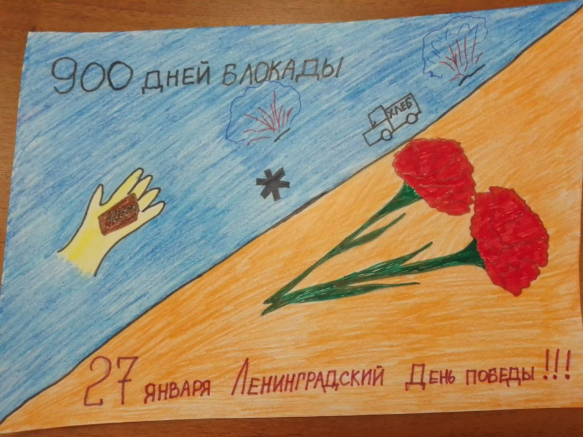 900 ДНЕЙ БЛОКАДЫ
ХЛЕБ
27 ЯНВАРЯ ЛЕНИНГРАДСКИЙ ДЕНЬ ПОБЕДЫ!!!